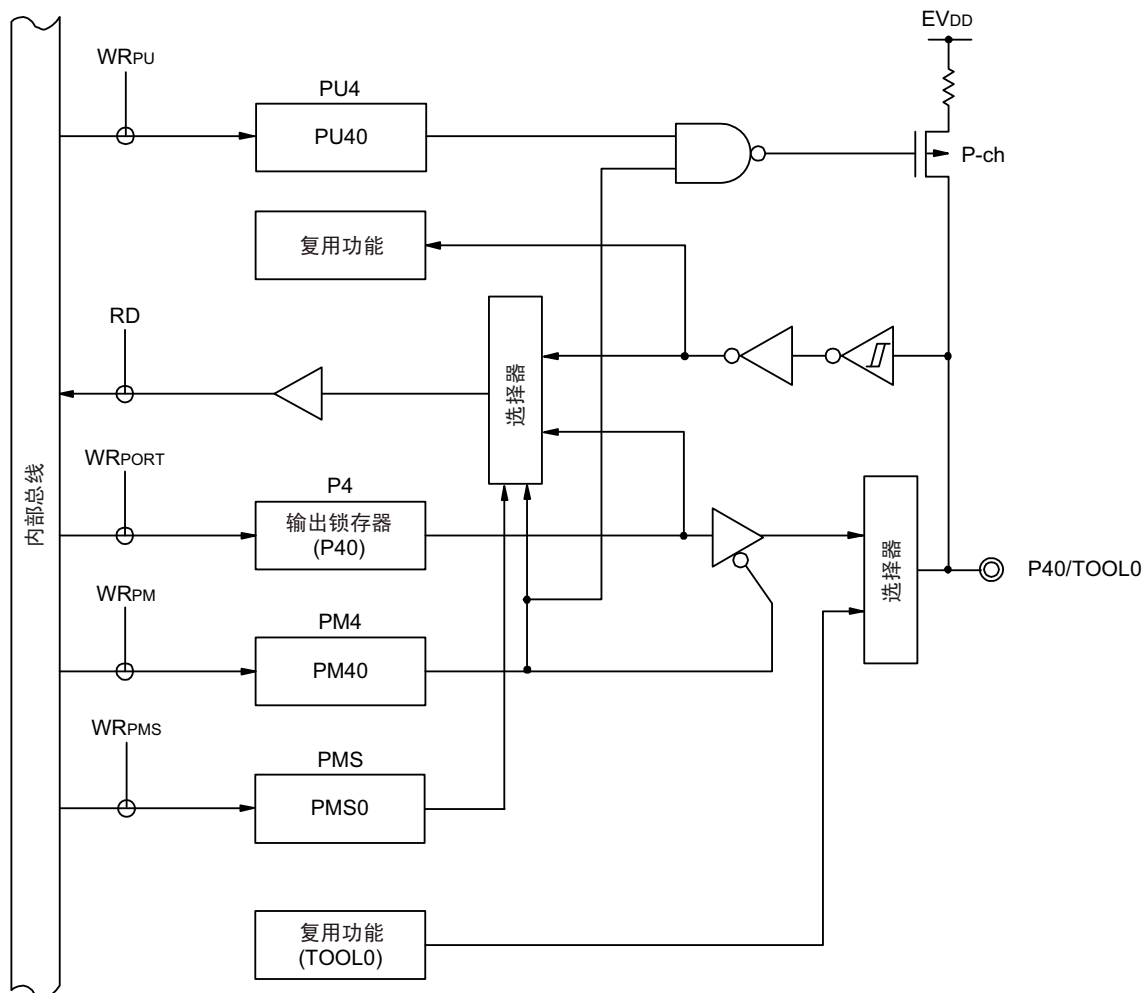 EVDD
WRPU
PU4
PU40
P-ch
复用功能
RD
选择器
WRPORT
P4
输出锁存器
(P40)
选择器
P40/TOOL0
内部总线
WRPM
PM4
PM40
WRPMS
PMS
PMS0
复用功能
(TOOL0)